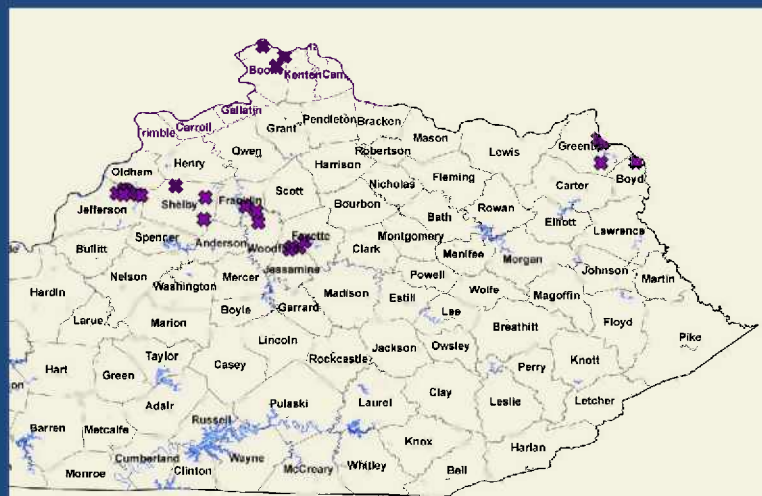 Boo Kenton Cam
Gallatin
Carroll
Trimble
Grant Pendleton Bracken
Mason
Owen
Robertson
Lewis
Greenup
Henry
Harrison
Oldham
Fleming
Nicholas
Carter
Boyd
Scott
Bourbon
Rowan
Shelby Franklin
Bath
Elliott
Jefferson
Fayette
Lawrence
Spencer
Anderson
Woodford
Clark
Montgomery
Bullitt
Menifee
Morgan
Jessamine
Nelson
Mercer
Powell
Johnson
Martin
Washington
Hardin
Madison
Estill
Wolfe
Magoffin
Boyle
Garrard
Lee
Larue
Marion
Floyd
Breathitt
Pike
Lincoln
Jackson
Owsley
Taylor
Rockcastle
Hart
Casey
Perry
Knott
Green
Clay
Leslie
Letcher
Adair
Pulaski
Laurel
Russell
Barren
Metcalfe
Knox
Harlan
Cumberland
Wayne
Monroe
Clinton
McCreary
Whitley
Bell